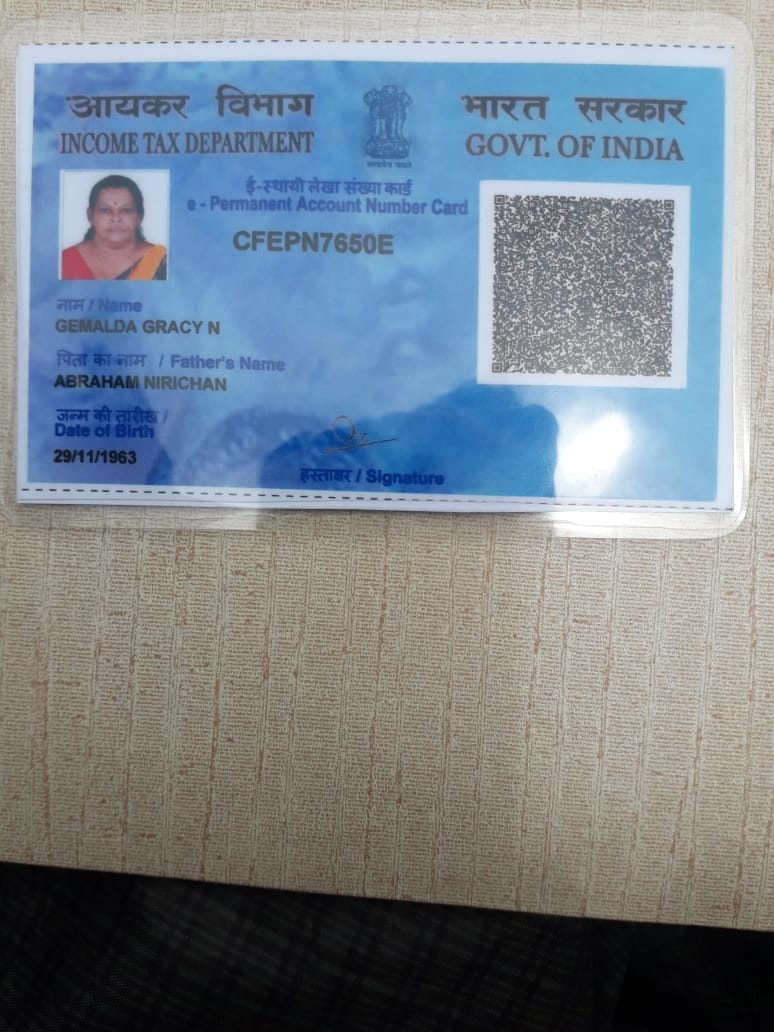 आयकर विभाग
INCOME TAX DEPARTMENT
भारत सरकार
GOVT. OF INDIA
सत्यमेव जयते
ई-स्थायी लेखा संख्या कार्ड
e - Permanent Account Number Card
CFEPN7650E
नाम / Name
GEMALDA GRACY N
पिता का नाम / Father's Name
ABRAHAM NIRICHAN
जन्म की तारीख /
Date of Birth
29/11/1963
हस्ताक्षर / Signature